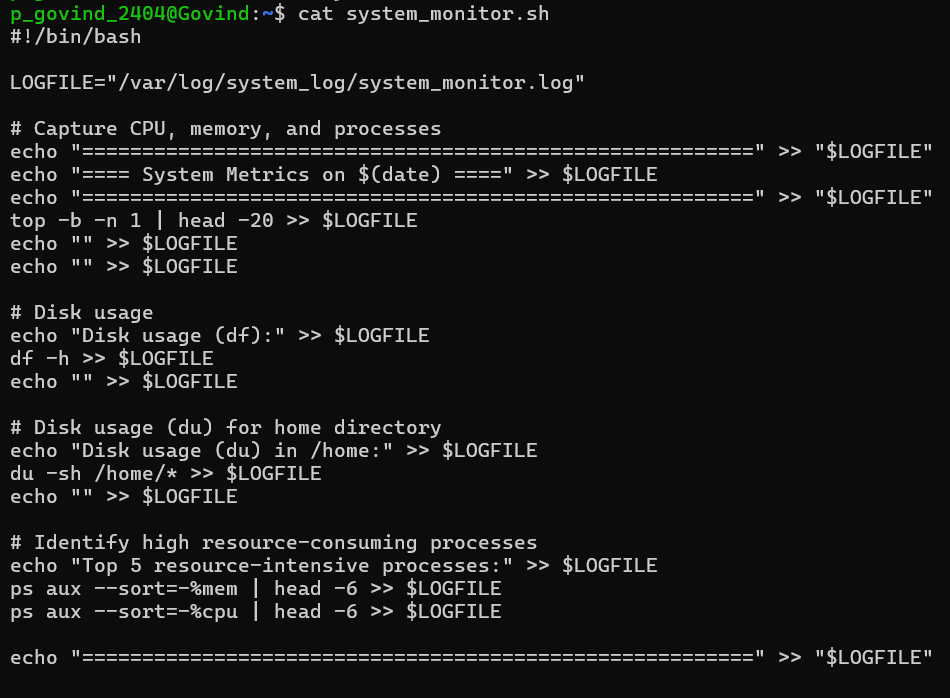 p_govind_2404@Govind:~$ cat system_monitor.sh
#!/bin/bash

LOGFILE="/var/log/system_log/system_monitor.log"

# Capture CPU, memory, and processes
echo "========================================================" >> "$LOGFILE"
echo "==== System Metrics on $(date) ====" >> $LOGFILE
echo "========================================================" >> "$LOGFILE"
top -b -n 1 | head -20 >> $LOGFILE
echo "" >> $LOGFILE
echo "" >> $LOGFILE

# Disk usage
echo "Disk usage (df):" >> $LOGFILE
df -h >> $LOGFILE
echo "" >> $LOGFILE

# Disk usage (du) for home directory
echo "Disk usage (du) in /home:" >> $LOGFILE
du -sh /home/* >> $LOGFILE
echo "" >> $LOGFILE

# Identify high resource-consuming processes
echo "Top 5 resource-intensive processes:" >> $LOGFILE
ps aux --sort=-%mem | head -6 >> $LOGFILE
ps aux --sort=-%cpu | head -6 >> $LOGFILE

echo "========================================================" >> "$LOGFILE"